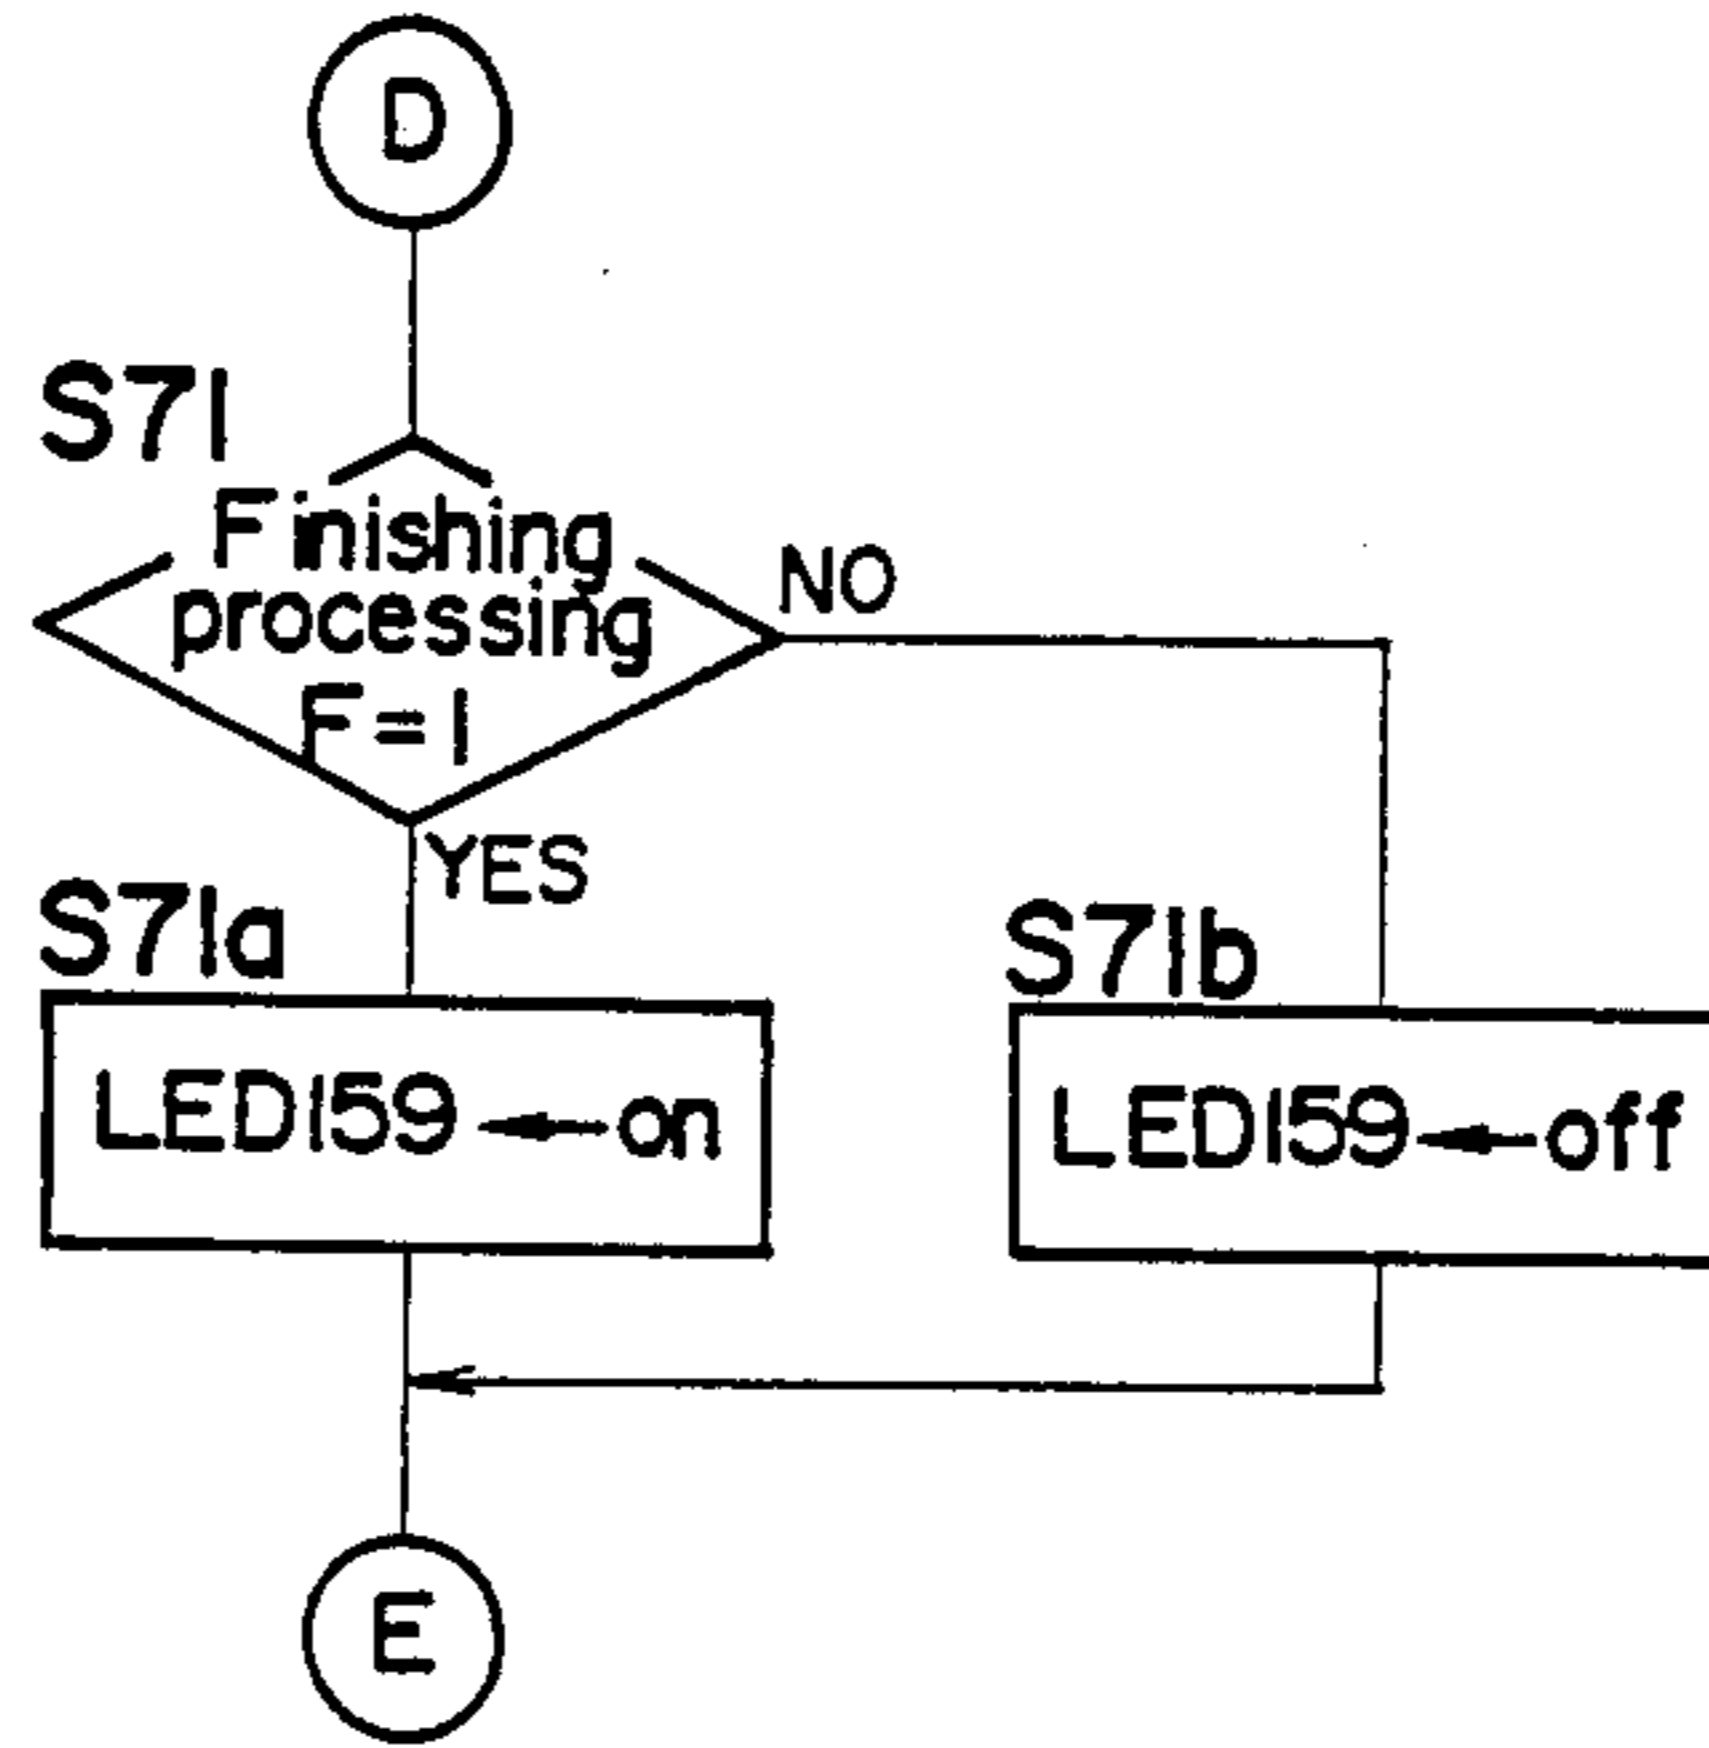 D
S71
Finishing
processing
F=1
NO
YES
S71a
S71b
LED159←on
LED159←off
E